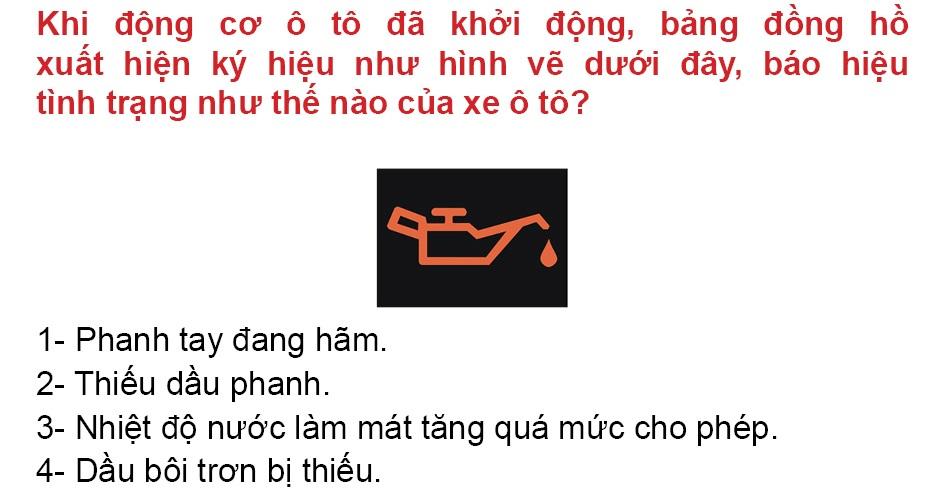 Khi động cơ ô tô đã khởi động, bảng đồng hồ
xuất hiện ký hiệu như hình vẽ dưới đây, báo hiệu
tình trạng như thế nào của xe ô tô?
1- Phanh tay đang hãm.
2- Thiếu dầu phanh.
3- Nhiệt độ nước làm mát tăng quá mức cho phép.
4- Dầu bôi trơn bị thiếu.